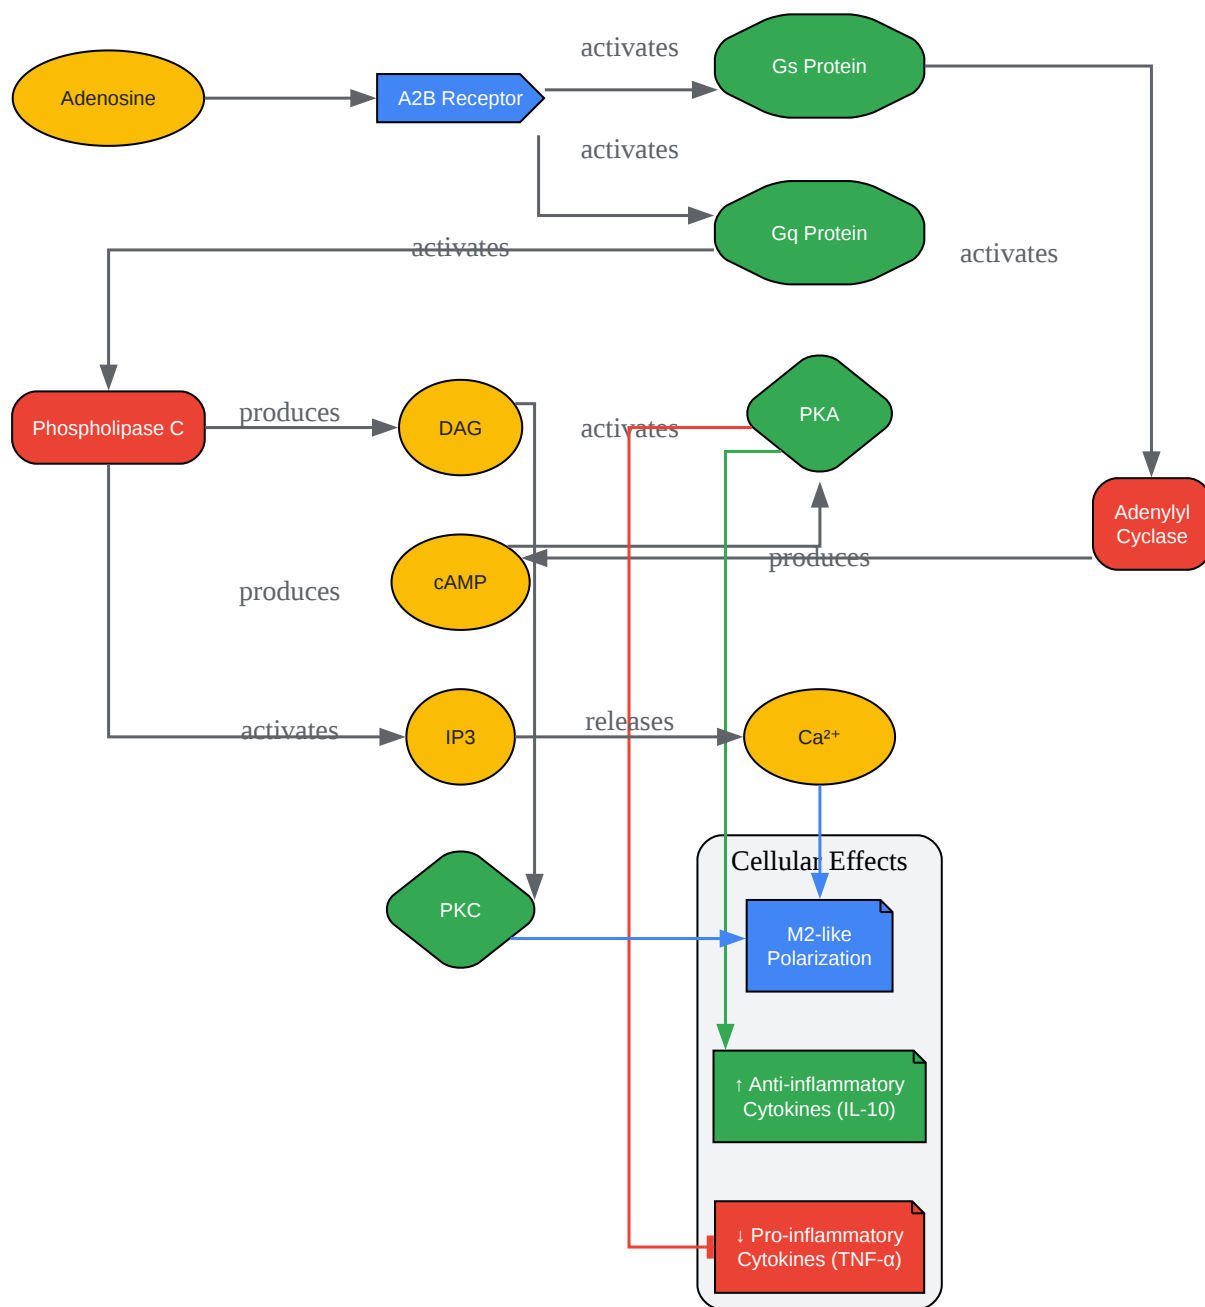 activates
Gs Protein
Adenosine
A2B Receptor
activates
Gq Protein
activates
activates
PKA
Phospholipase C
produces
DAG
activates
Adenylyl
Cyclase
produces
cAMP
produces
activates
IP3
releases
Ca²⁺
Cellular Effects
PKC
M2-like
Polarization
↑ Anti-inflammatory
Cytokines (IL-10)
↓ Pro-inflammatory
Cytokines (TNF-α)